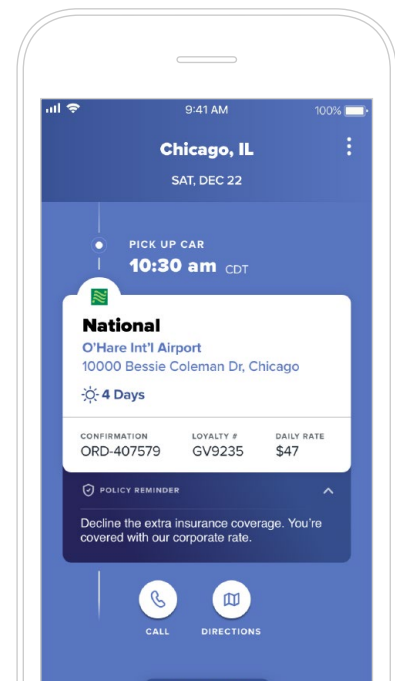 9:41 AM 100%
Chicago, IL
SAT, DEC 22
PICK UP CAR
10:30 am CDT
National
O'Hare Int'l Airport
10000 Bessie Coleman Dr, Chicago
4 Days
CONFIRMATION LOYALTY # DAILY RATE
ORD-407579 GV9235 $47
POLICY REMINDER
Decline the extra insurance coverage. You're
covered with our corporate rate.
CALL DIRECTIONS